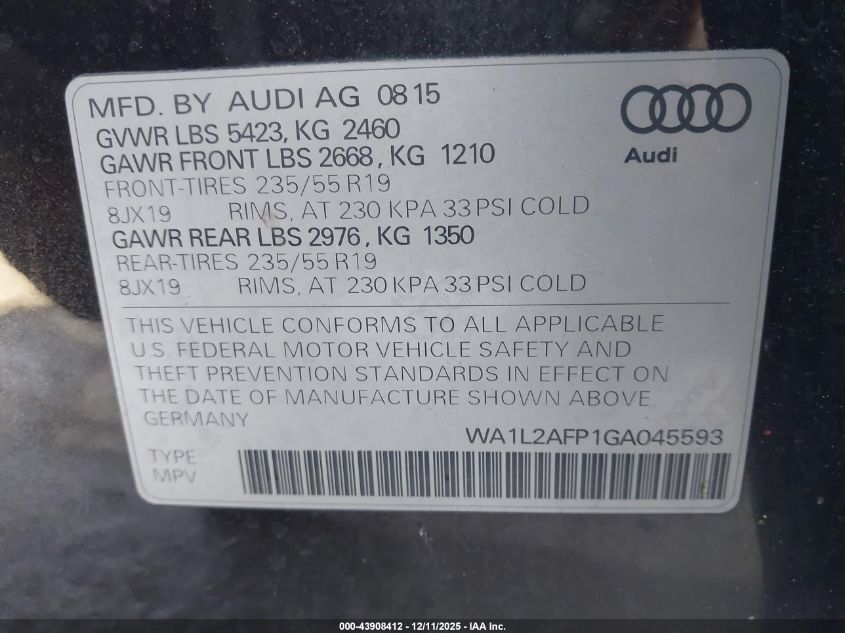 MFD. BY AUDI AG 08 15
GVWR LBS 5423, KG 2460
GAWR FRONT LBS 2668, KG 1210
FRONT-TIRES 235/55 R19
8JX19 RIMS, AT 230 KPA 33 PSI COLD
GAWR REAR LBS 2976, KG 1350
REAR-TIRES 235/55 R19
8JX19 RIMS, AT 230 KPA 33 PSI COLD
Audi
THIS VEHICLE CONFORMS TO ALL APPLICABLE
U.S. FEDERAL MOTOR VEHICLE SAFETY AND
THEFT PREVENTION STANDARDS IN EFFECT ON
THE DATE OF MANUFACTURE SHOWN ABOVE
GERMANY
WA1L2AFP1GA045593
TYPE:
MPV
000-43908412 - 12/11/2025 - IAA Inc.